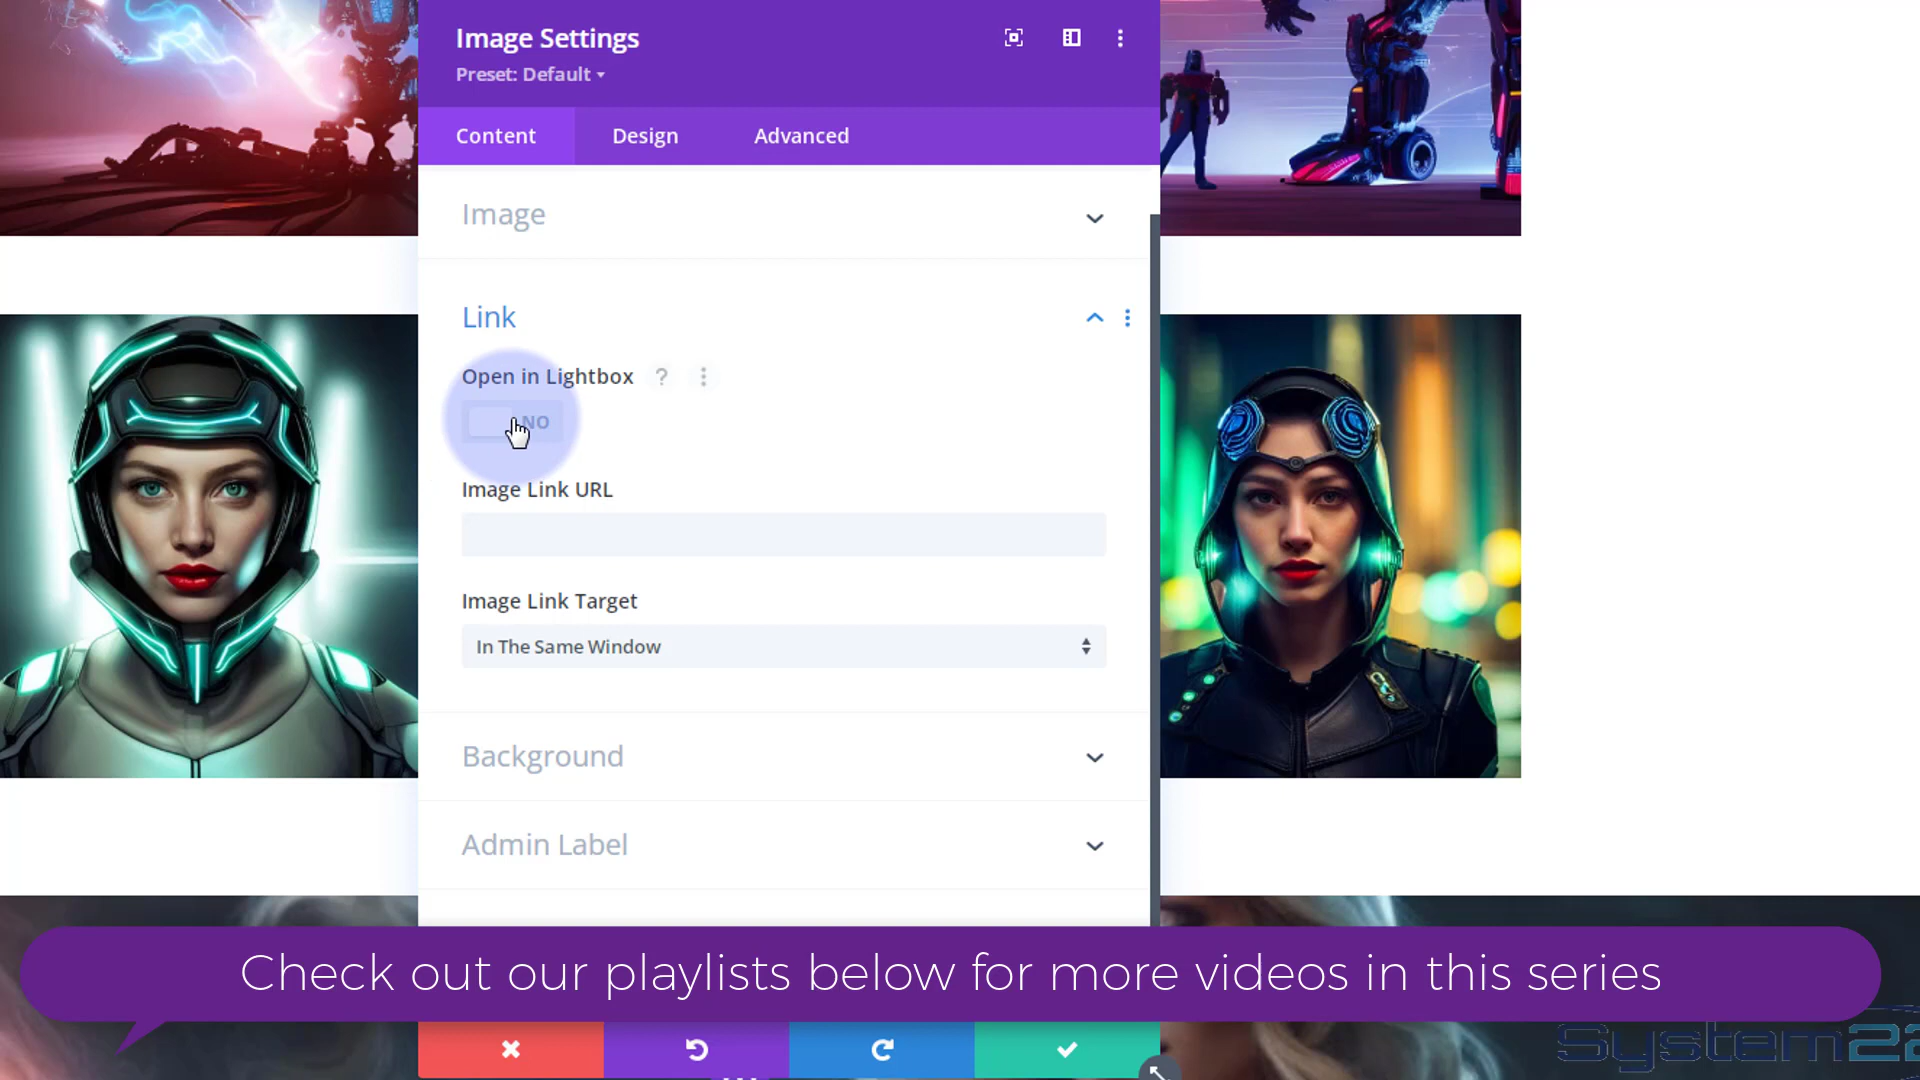 Image Settings
Preset: Default
Content
Design
Advanced
Image
Link
Open in Lightbox ?
NO
Image Link URL
Image Link Target
In The Same Window
Background
Admin Label
Check out our playlists below for more videos in this series
System22